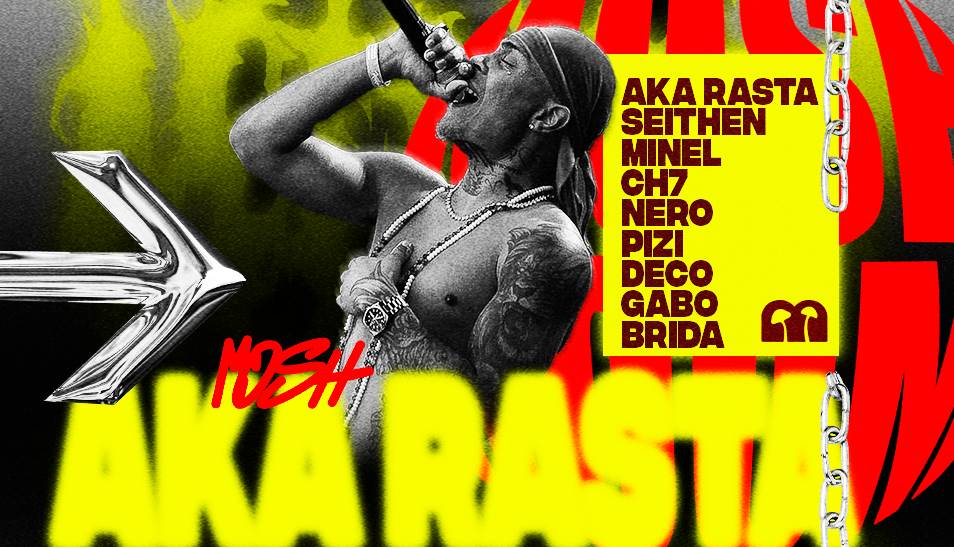 AKA RASTA
SEITHEN
MINEL
CH7
NERO
PIZI
DECO
GABO
BRIDA
MOSH
AKA RASTA